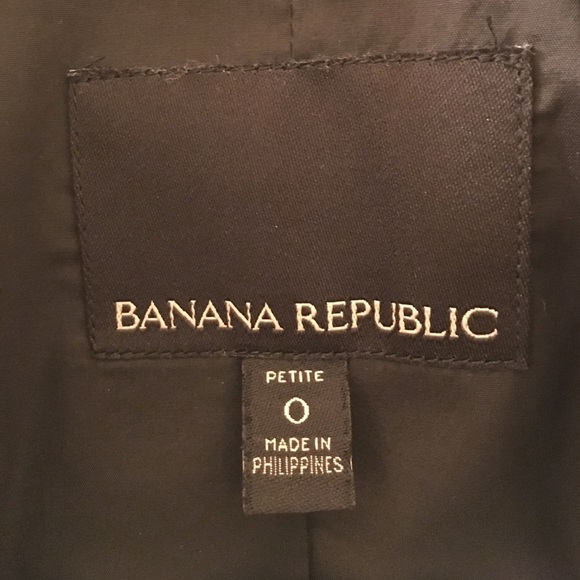 BANANA REPUBLIC
PETITE
0
MADE IN
PHILIPPINES